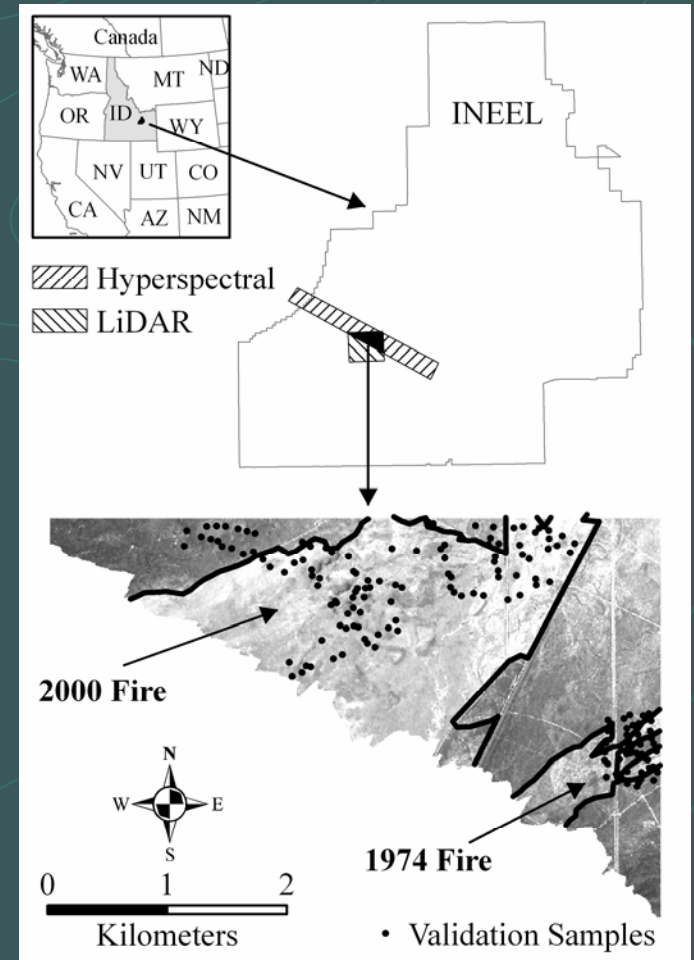 Canada
WA
MT
ND
OR
ID
WY
NV
UT
CO
CA
AZ
NM
INEEL
Hyperspectral
LiDAR
2000 Fire
1974 Fire
N
W
E
S
0 1 2
Kilometers
• Validation Samples